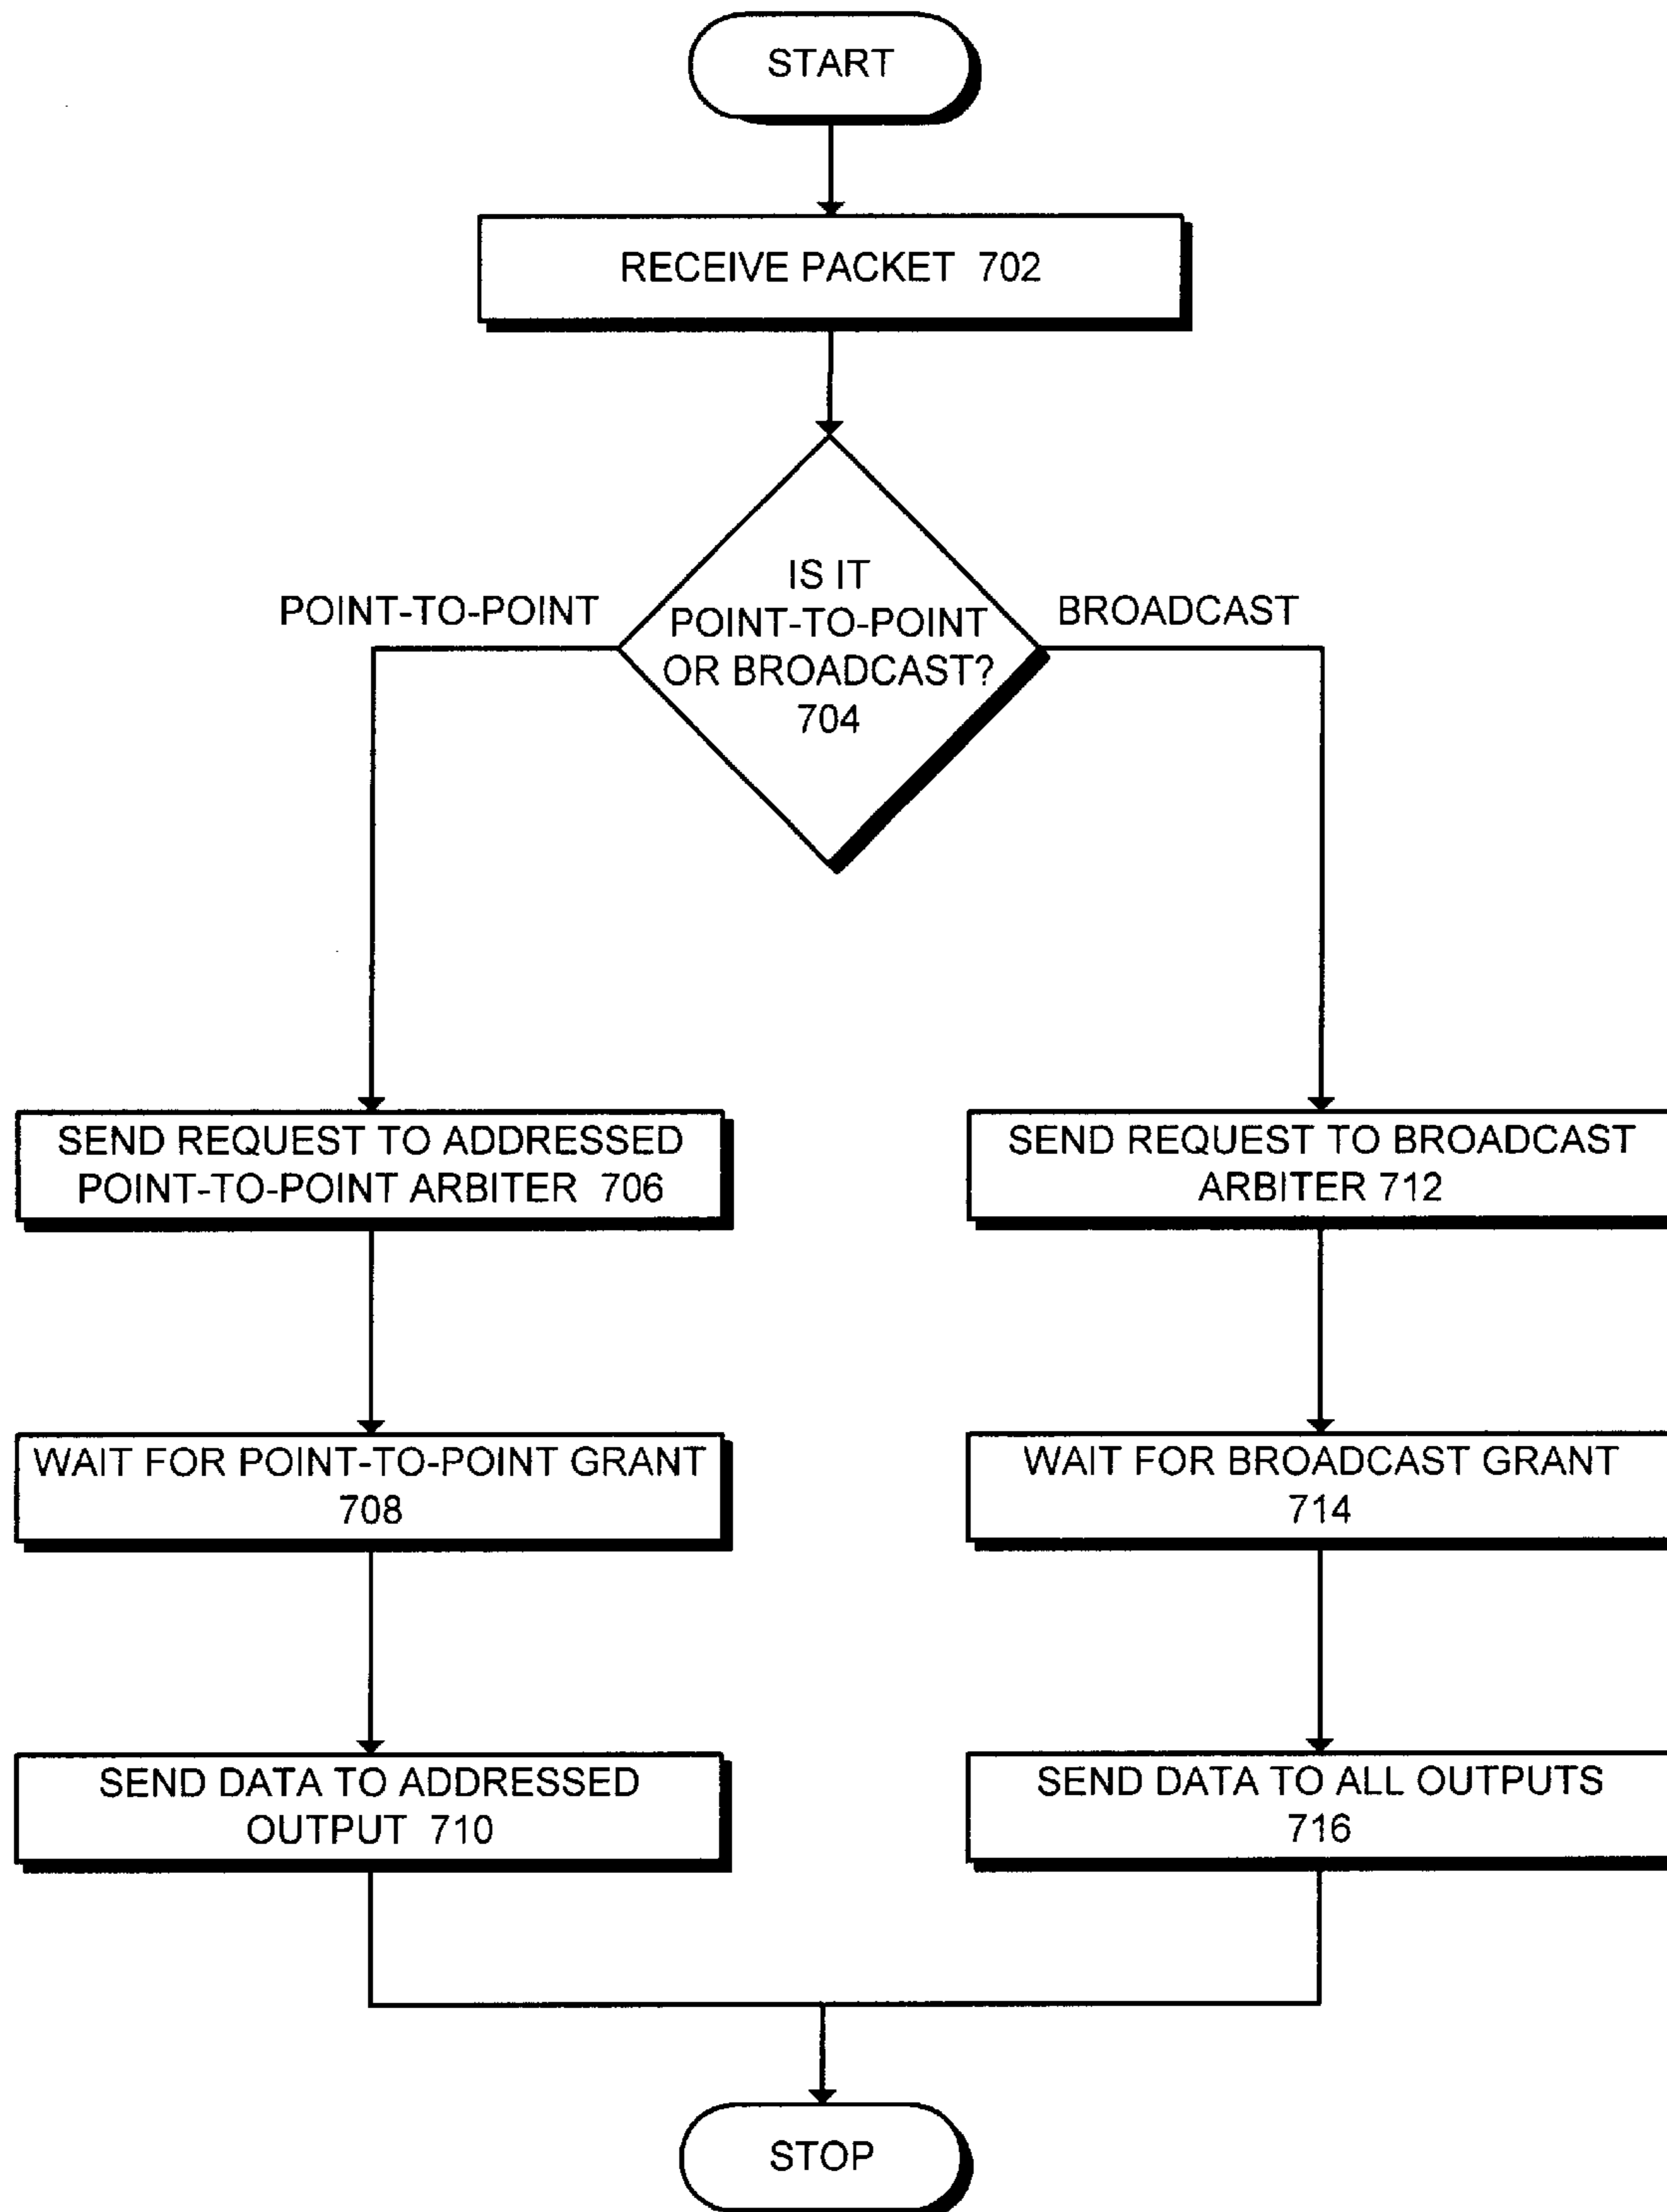 START
RECEIVE PACKET 702
IS IT
POINT-TO-POINT
OR BROADCAST?
704
POINT-TO-POINT
BROADCAST
SEND REQUEST TO ADDRESSED
POINT-TO-POINT ARBITER 706
WAIT FOR POINT-TO-POINT GRANT
708
SEND DATA TO ADDRESSED
OUTPUT 710
SEND REQUEST TO BROADCAST
ARBITER 712
WAIT FOR BROADCAST GRANT
714
SEND DATA TO ALL OUTPUTS
716
STOP